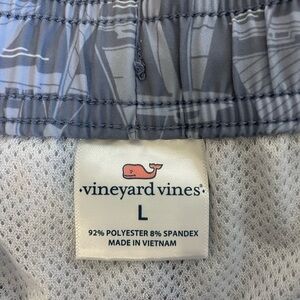 ·vineyard vines®
L
92% POLYESTER 8% SPANDEX
MADE IN VIETNAM